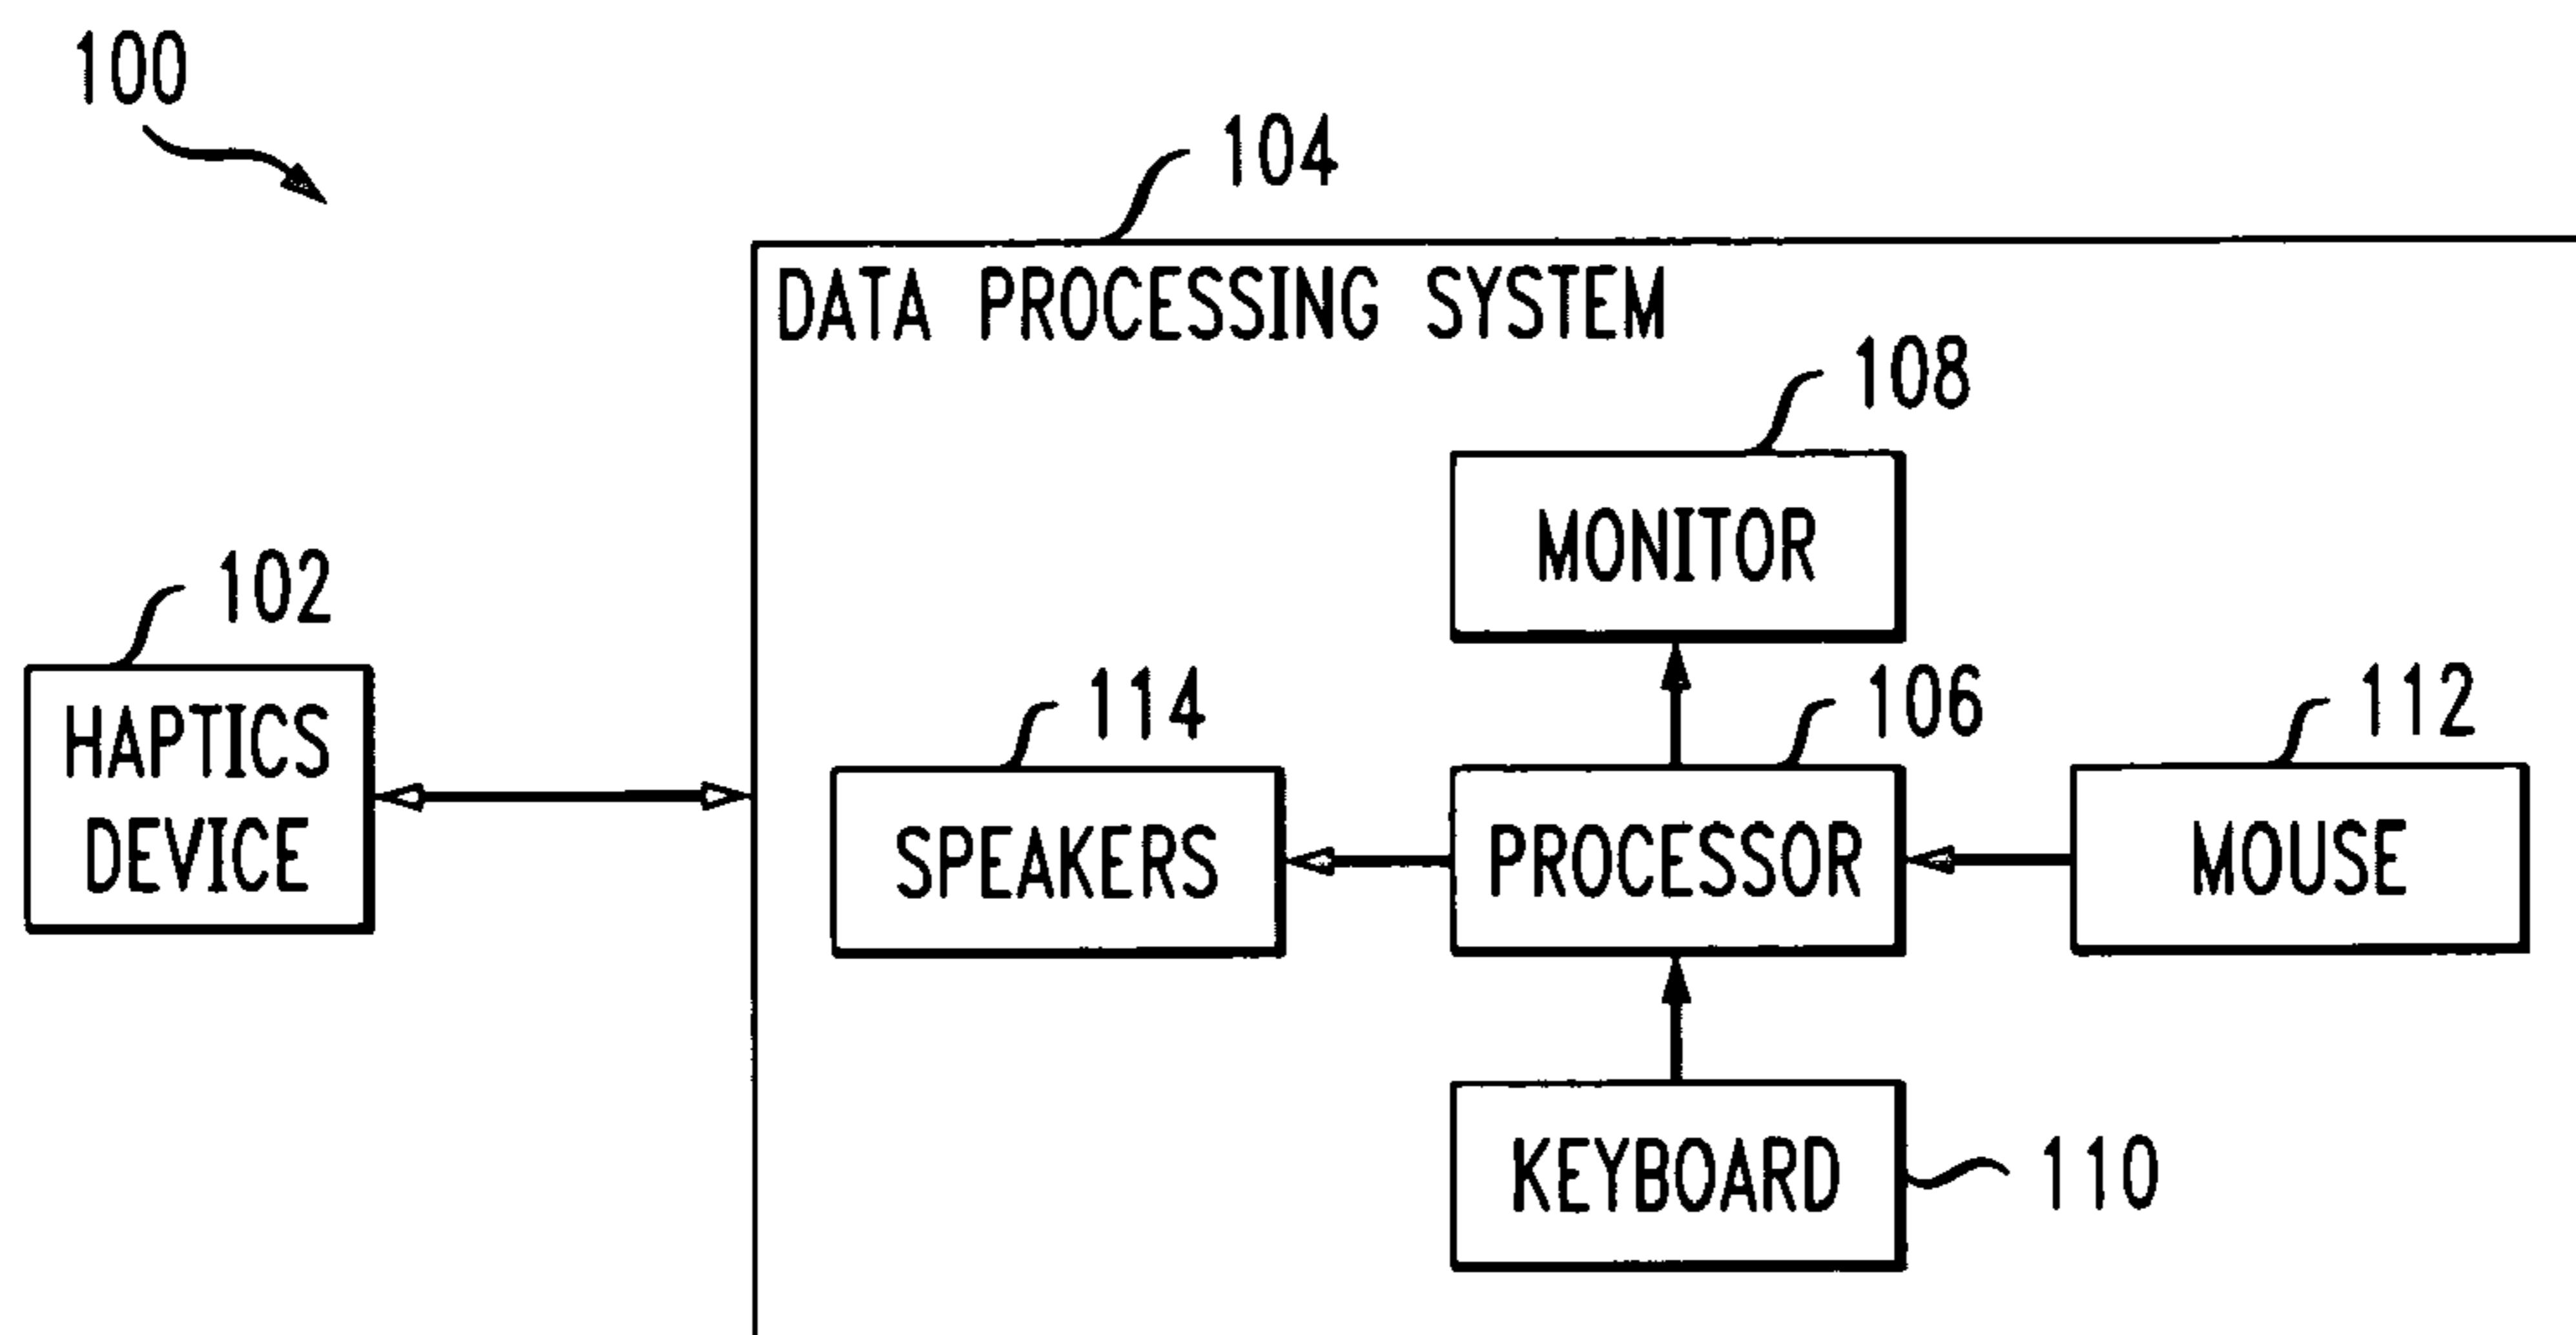 100
104
DATA PROCESSING SYSTEM
108
MONITOR
102
HAPTICS
DEVICE
114
SPEAKERS
106
PROCESSOR
112
MOUSE
KEYBOARD
110